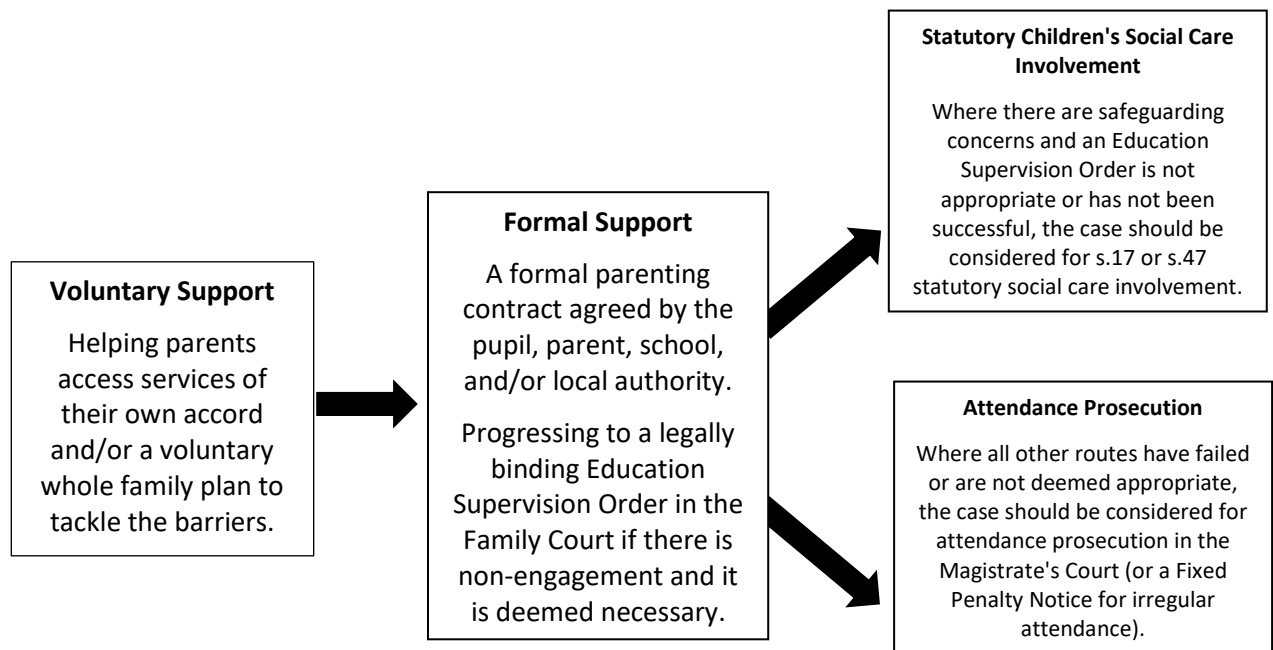 Voluntary Support
Helping parents
access services of
their own accord
and/or a voluntary
whole family plan to
tackle the barriers.
Formal Support
A formal parenting
contract agreed by the
pupil, parent, school,
and/or local authority.
Progressing to a legally
binding Education
Supervision Order in the
Family Court if there is
non-engagement and it
is deemed necessary.
Statutory Children's Social Care
Involvement
Where there are safeguarding
concerns and an Education
Supervision Order is not
appropriate or has not been
successful, the case should be
considered for s.17 or s.47
statutory social care involvement.
Attendance Prosecution
Where all other routes have failed
or are not deemed appropriate,
the case should be considered for
attendance prosecution in the
Magistrate's Court (or a Fixed
Penalty Notice for irregular
attendance).